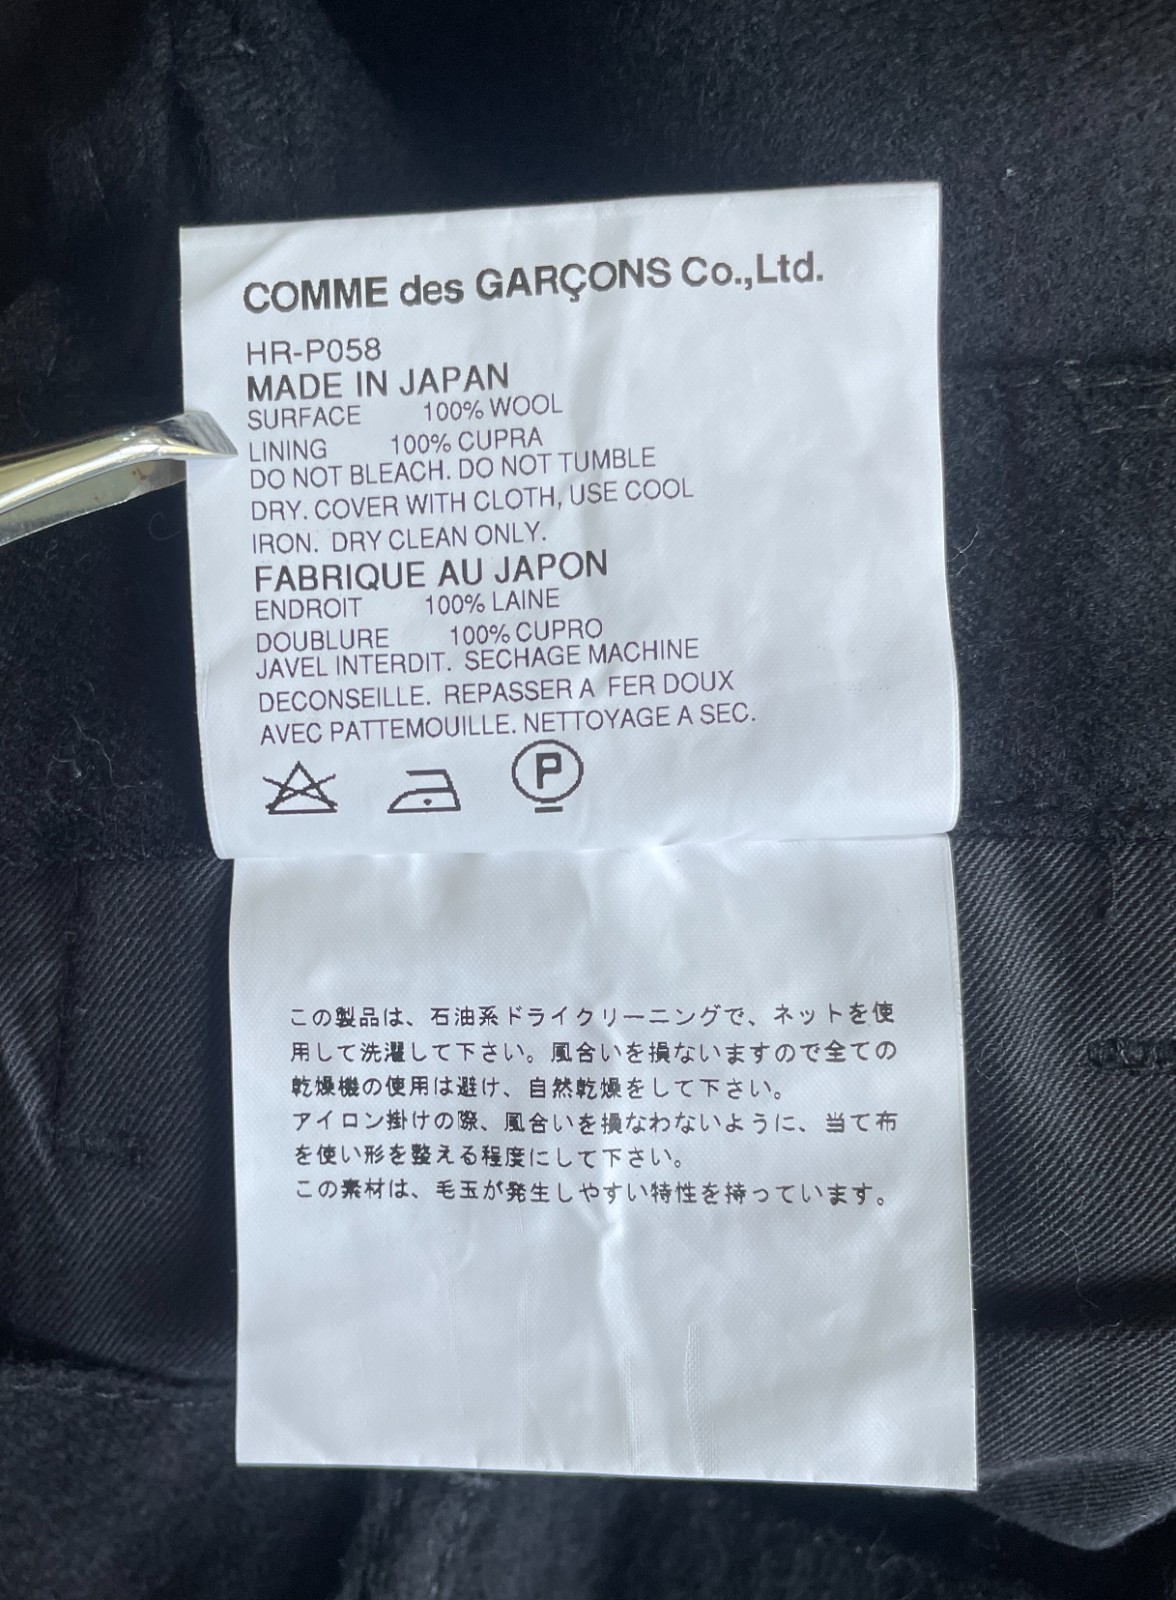 COMME des GARÇONS Co.,Ltd.
HR-P058
MADE IN JAPAN
SURFACE 100% WOOL
LINING 100% CUPRA
DO NOT BLEACH. DO NOT TUMBLE
DRY. COVER WITH CLOTH, USE COOL
IRON. DRY CLEAN ONLY.
FABRIQUE AU JAPON
ENDROIT 100% LAINE
DOUBLURE 100% CUPRO
JAVEL INTERDIT. SECHAGE MACHINE
DECONSEILLE. REPASSER A FER DOUX
AVEC PATTEMOUILLE. NETTOYAGE A SEC.
P
この製品は、石油系ドライクリーニングで、ネットを使
用して洗濯して下さい。風合いを損ないますので全ての
乾燥機の使用は避け、自然乾燥をして下さい。
アイロン掛けの際、風合いを損なわないように、当て布
を使い形を整える程度にして下さい。
この素材は、毛玉が発生しやすい特性を持っています。